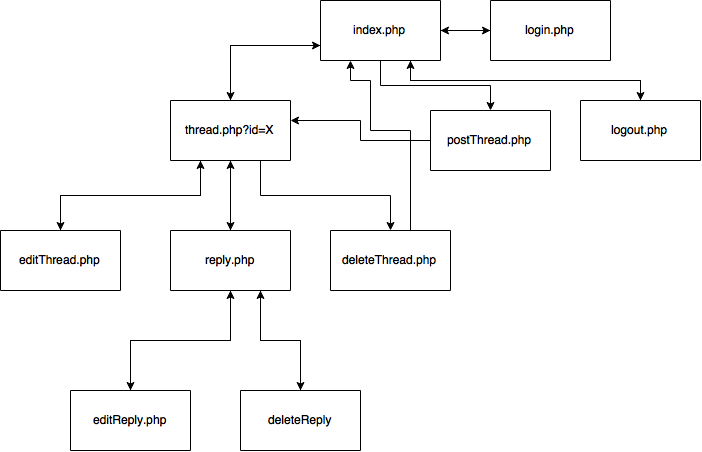 index.php
login.php
thread.php?id=X
postThread.php
logout.php
editThread.php
reply.php
deleteThread.php
editReply.php
deleteReply